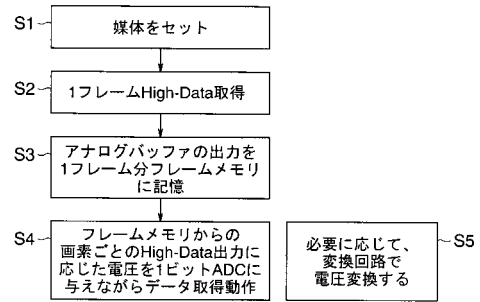 S1
媒体をセット
S2
1フレームHigh-Data取得
S3
アナログバッファの出力を
1フレーム分フレームメモリ
に記憶
S4
フレームメモリからの
画素ごとのHigh-Data出力に
応じた電圧を1ビットADCに
与えながらデータ取得動作
必要に応じて、
変換回路で
電圧変換する
S5